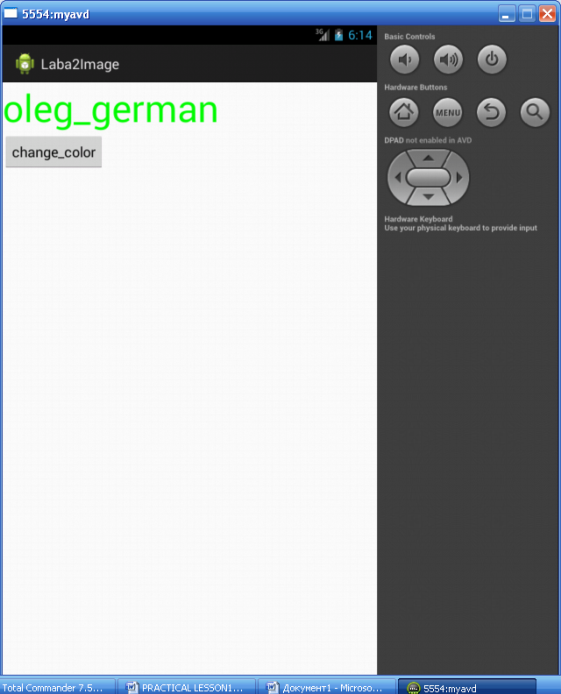 5554:myavd
3G 6:14
Laba2Image
oleg_german
change_color
Basic Controls
Hardware Buttons
MENU
DPAD not enabled in AVD
Hardware Keyboard
Use your physical keyboard to provide input
Total Commander 7.5...
PRACTICAL LESSON1...
Документ1 - Microso...
5554:myavd